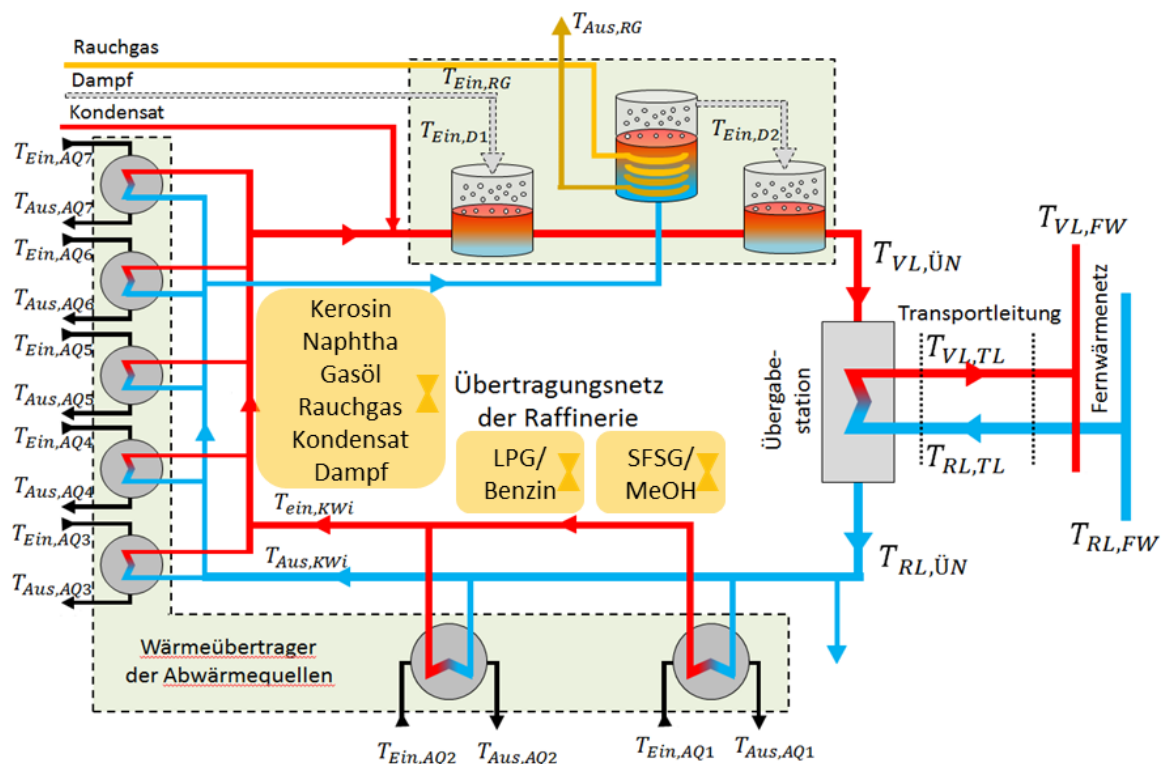 Rauchgas
Dampf
Kondensat
T_{Aus,RG}
T_{Ein,RG}
T_{Ein,D1}
T_{Ein,D2}
T_{Ein,AQ7}
T_{Aus,AQ7}
T_{Ein,AQ6}
T_{Aus,AQ6}
T_{Ein,AQ5}
T_{Aus,AQ5}
T_{Ein,AQ4}
T_{Aus,AQ4}
T_{Ein,AQ3}
T_{Aus,AQ3}
Kerosin
Naphtha
Gasöl
Rauchgas
Kondensat
Dampf
Übertragungsnetz
der Raffinerie
LPG/
Benzin
SFSG/
MeOH
T_{ein,KWi}
T_{Aus,KWi}
T_{VL,ÜN}
T_{RL,ÜN}
Übergabe-
station
Transportleitung
T_{VL,TL}
T_{RL,TL}
T_{VL,FW}
Fernwärmenetz
T_{RL,FW}
Wärmeübertrager
der Abwärmequellen
T_{Ein,AQ2}
T_{Aus,AQ2}
T_{Ein,AQ1}
T_{Aus,AQ1}